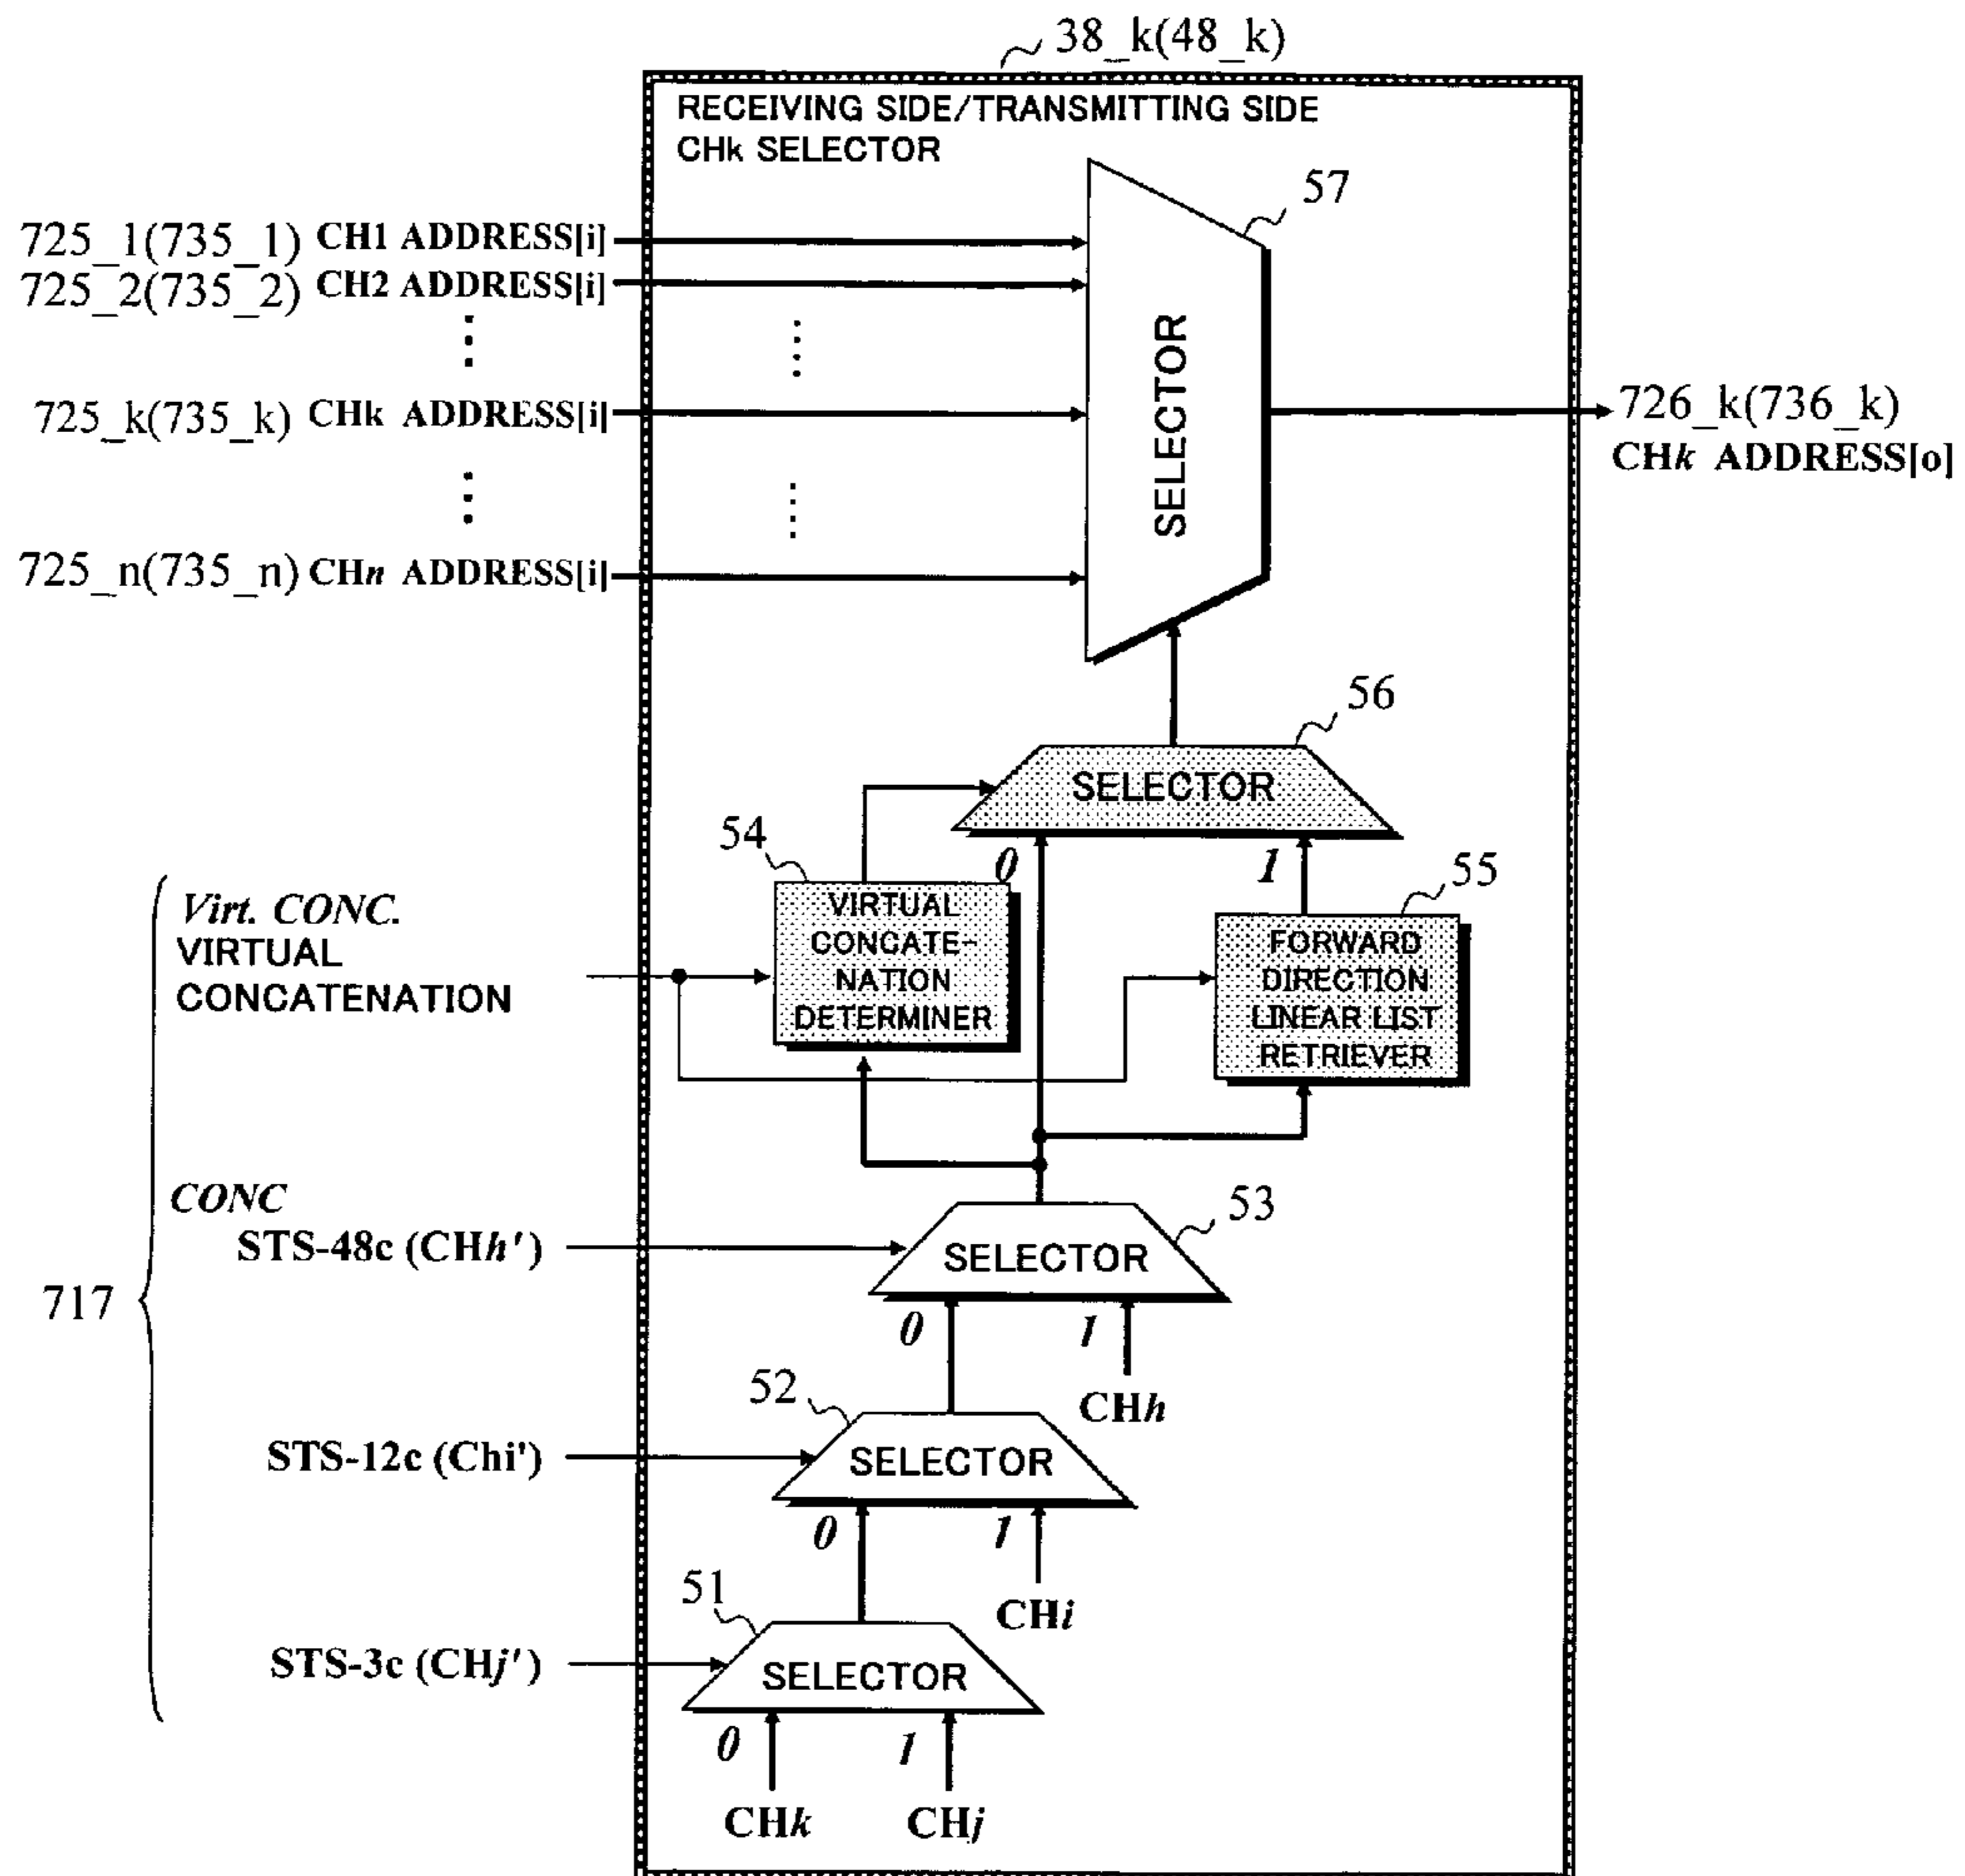 38_k(48_k)
RECEIVING SIDE/TRANSMITTING SIDE
CHk SELECTOR
57
725_1(735_1) CH1 ADDRESS[i]
725_2(735_2) CH2 ADDRESS[i]
725_k(735_k) CHk ADDRESS[i]
725_n(735_n) CHn ADDRESS[i]
SELECTOR
726_k(736_k)
CHk ADDRESS[o]
56
SELECTOR
0
1
54
VIRTUAL
CONCATE-
NATION
DETERMINER
55
FORWARD
DIRECTION
LINEAR LIST
RETRIEVER
Virt. CONC.
VIRTUAL
CONCATENATION
717
CONC
STS-48c (CHh')
53
SELECTOR
0
1
CHh
STS-12c (Chi')
52
SELECTOR
0
1
CHi
STS-3c (CHj')
51
SELECTOR
0
1
CHk
CHj